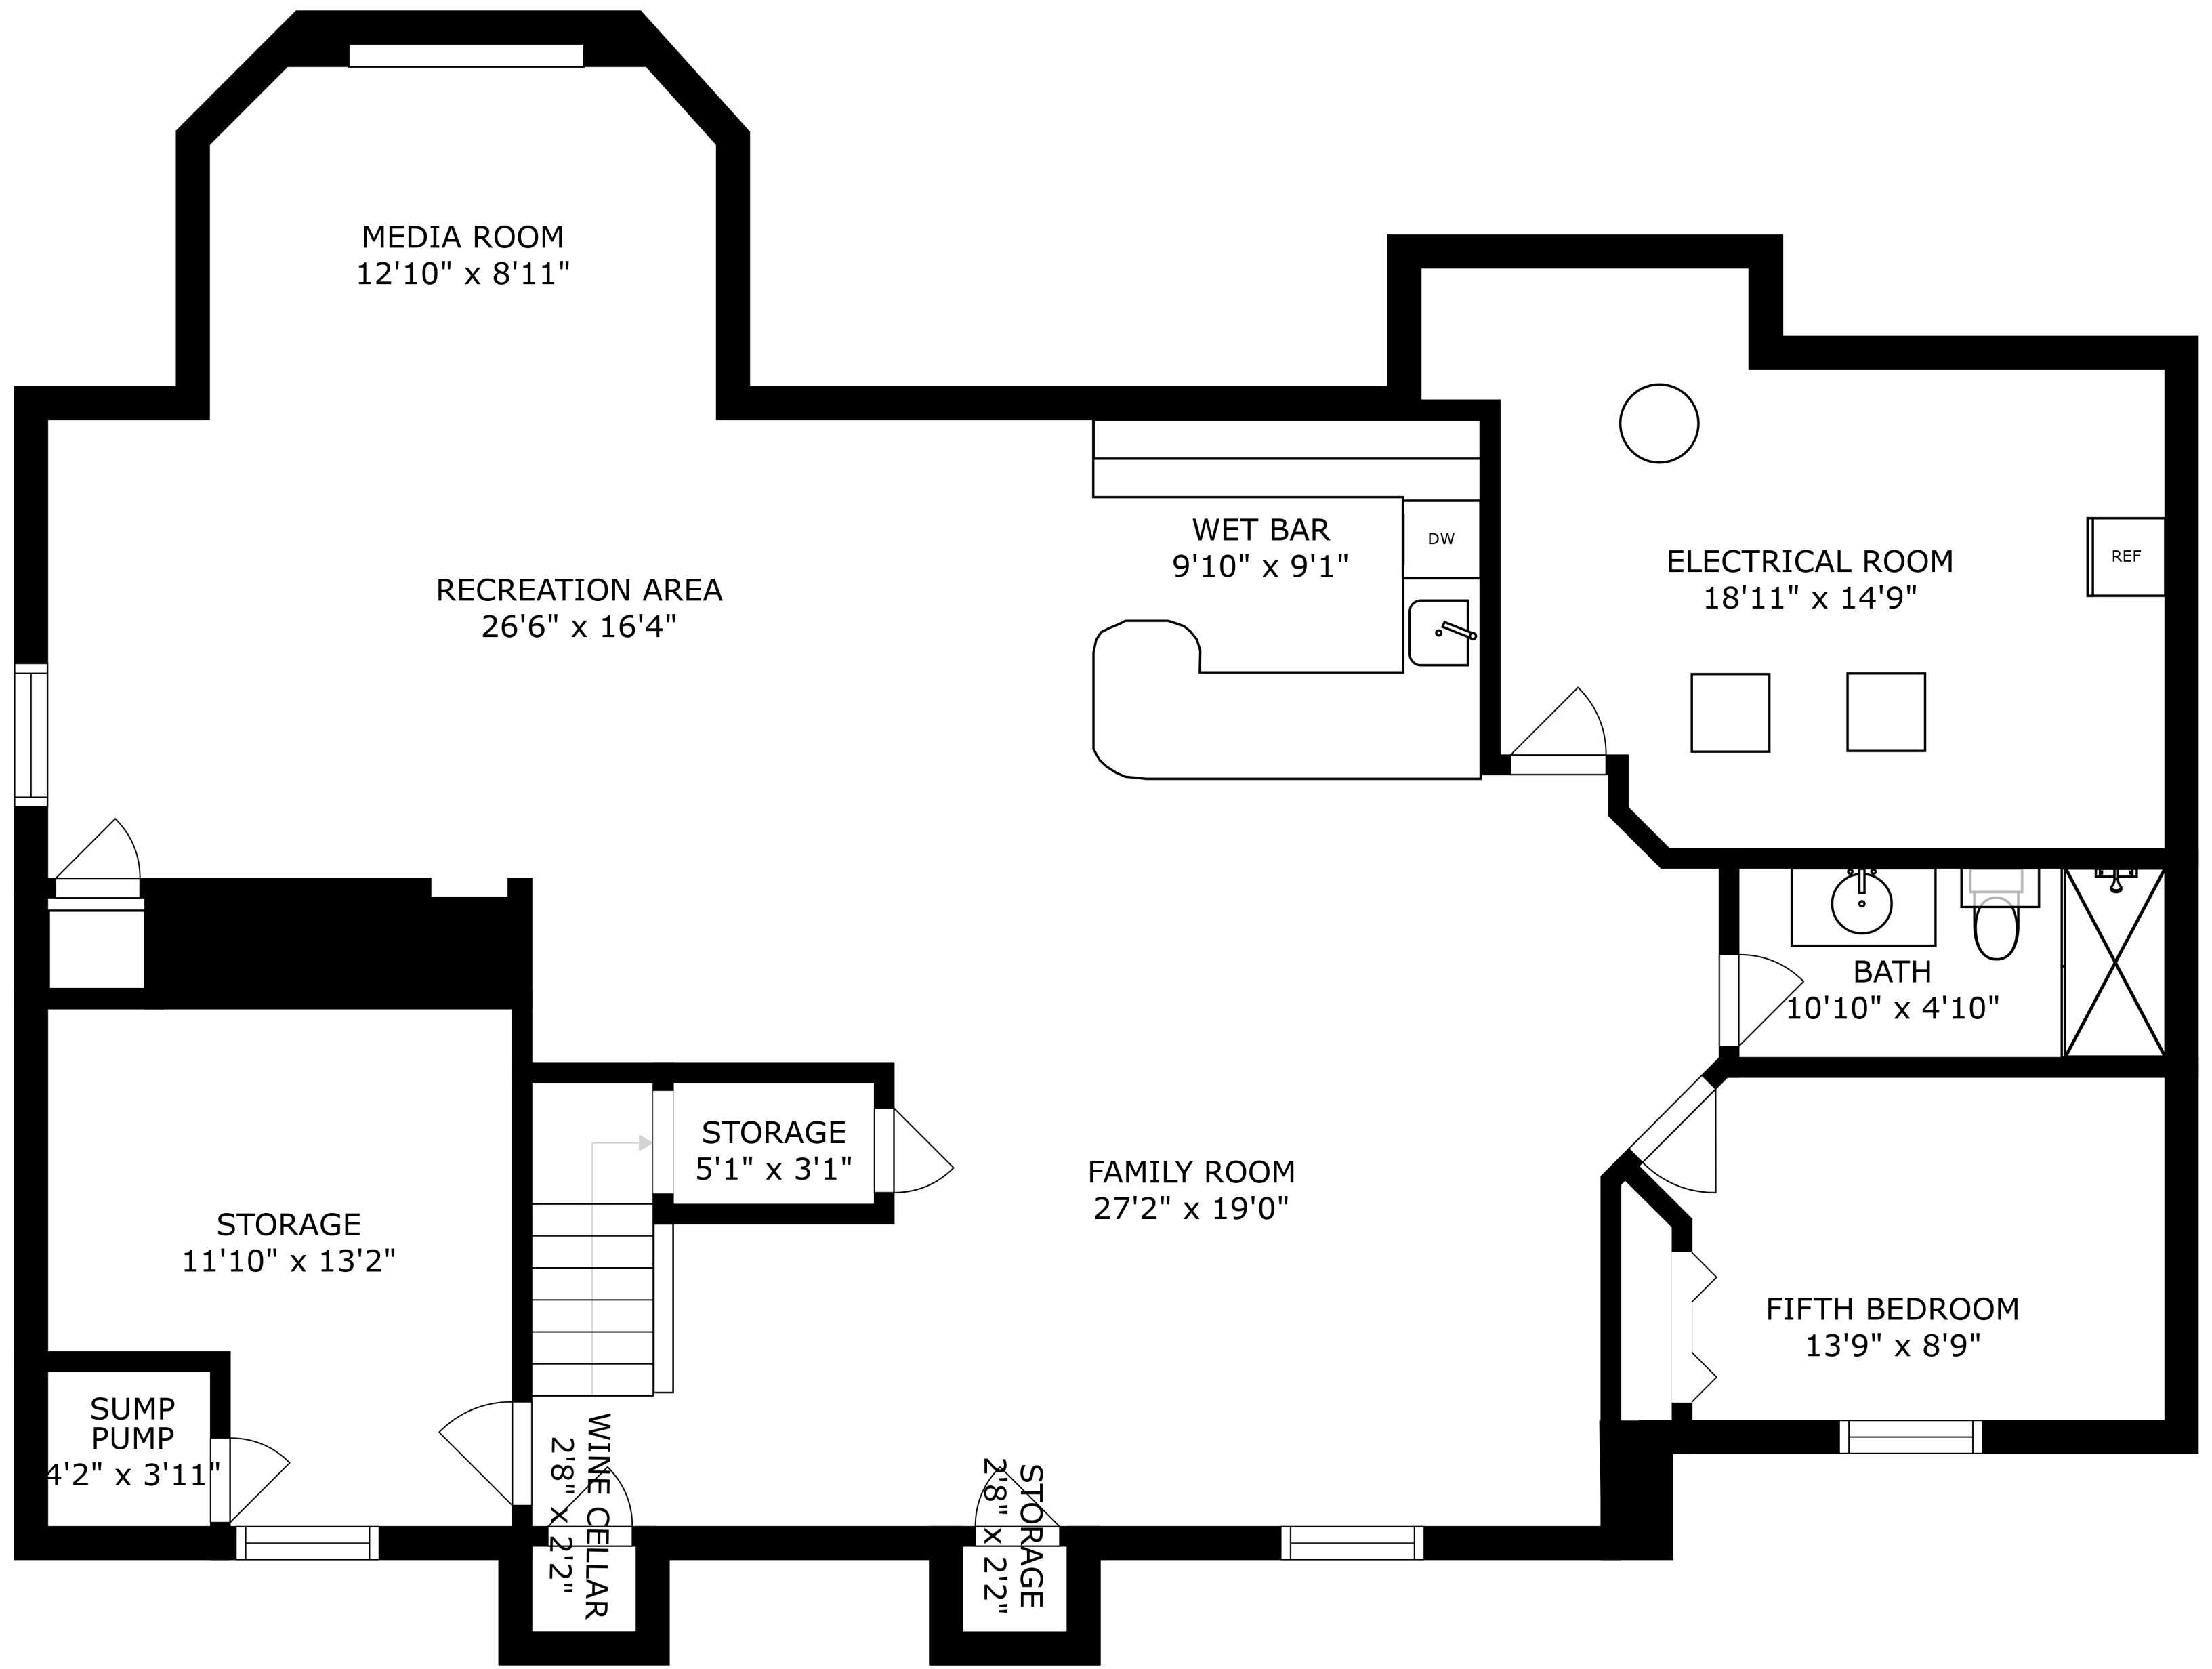 MEDIA ROOM
12'10" x 8'11"
RECREATION AREA
26'6" x 16'4"
WET BAR
9'10" x 9'1"
DW
ELECTRICAL ROOM
18'11" x 14'9"
REF
BATH
10'10" x 4'10"
STORAGE
5'1" x 3'1"
FAMILY ROOM
27'2" x 19'0"
STORAGE
11'10" x 13'2"
FIFTH BEDROOM
13'9" x 8'9"
SUMP
PUMP
4'2" x 3'11"
WINE CELLAR
2'8" x 2'2"
STORAGE
2'8" x 2'2"